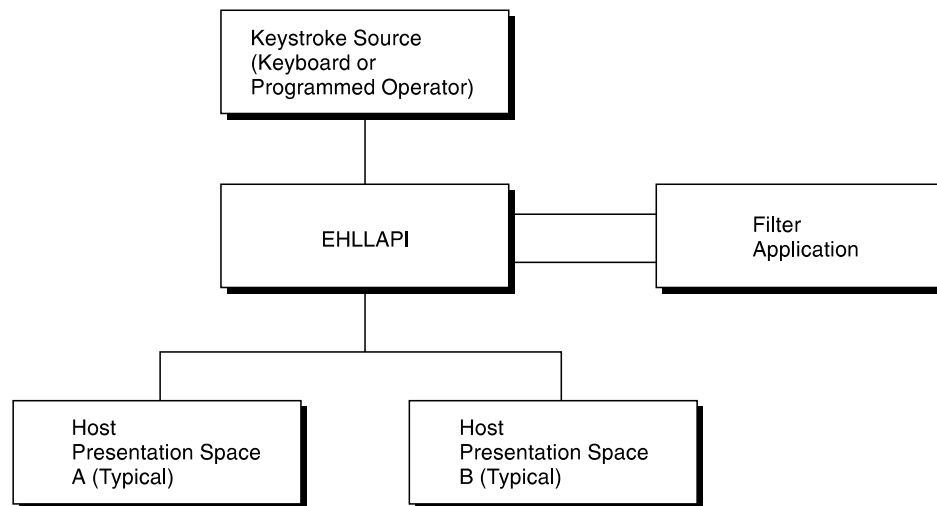 Keystroke Source
(Keyboard or
Programmed Operator)
EHLLAPI
Filter
Application
Host
Presentation Space
A (Typical)
Host
Presentation Space
B (Typical)